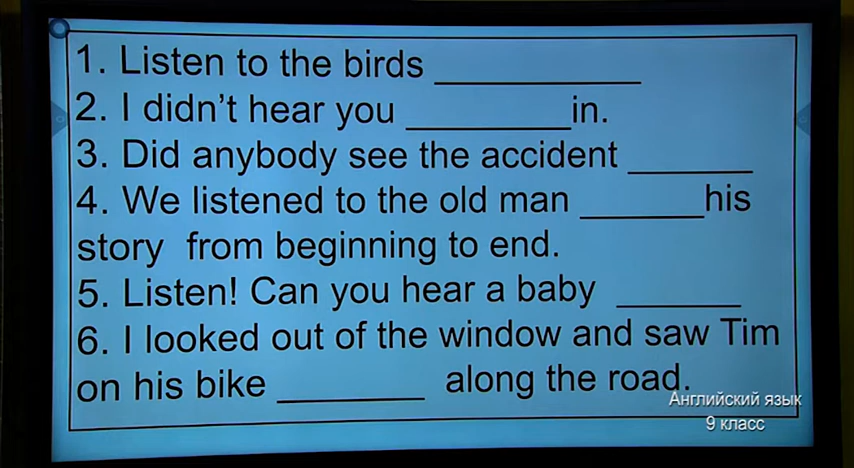 1. Listen to the birds ____________
2. I didn't hear you __________in.
3. Did anybody see the accident _______
4. We listened to the old man _______his
story from beginning to end.
5. Listen! Can you hear a baby _______
6. I looked out of the window and saw Tim
on his bike ________ along the road.
Английский язык
9 класс